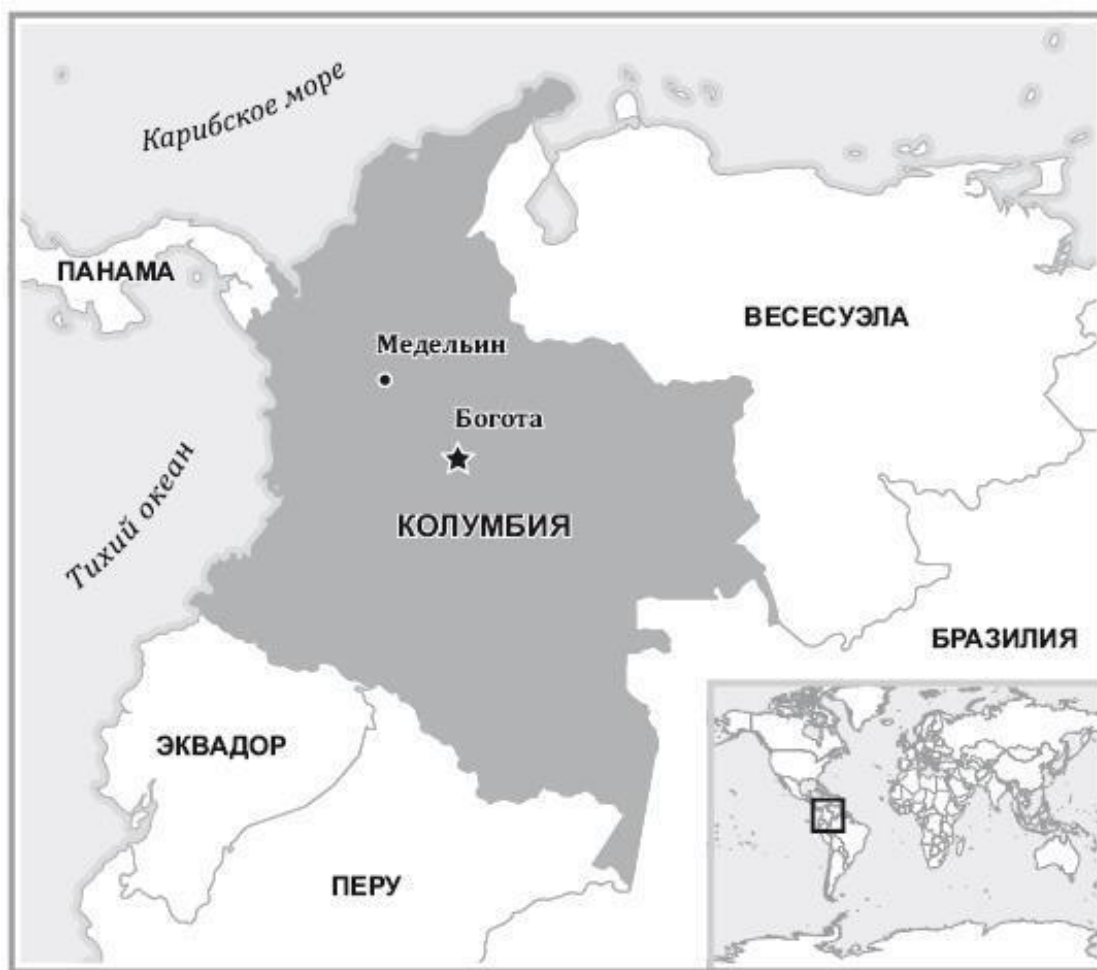 Карибское море
ПАНАМА
ВЕСЕСУЭЛА
Медельин
Богота
Тихий океан
КОЛУМБИЯ
БРАЗИЛИЯ
ЭКВАДОР
ПЕРУ